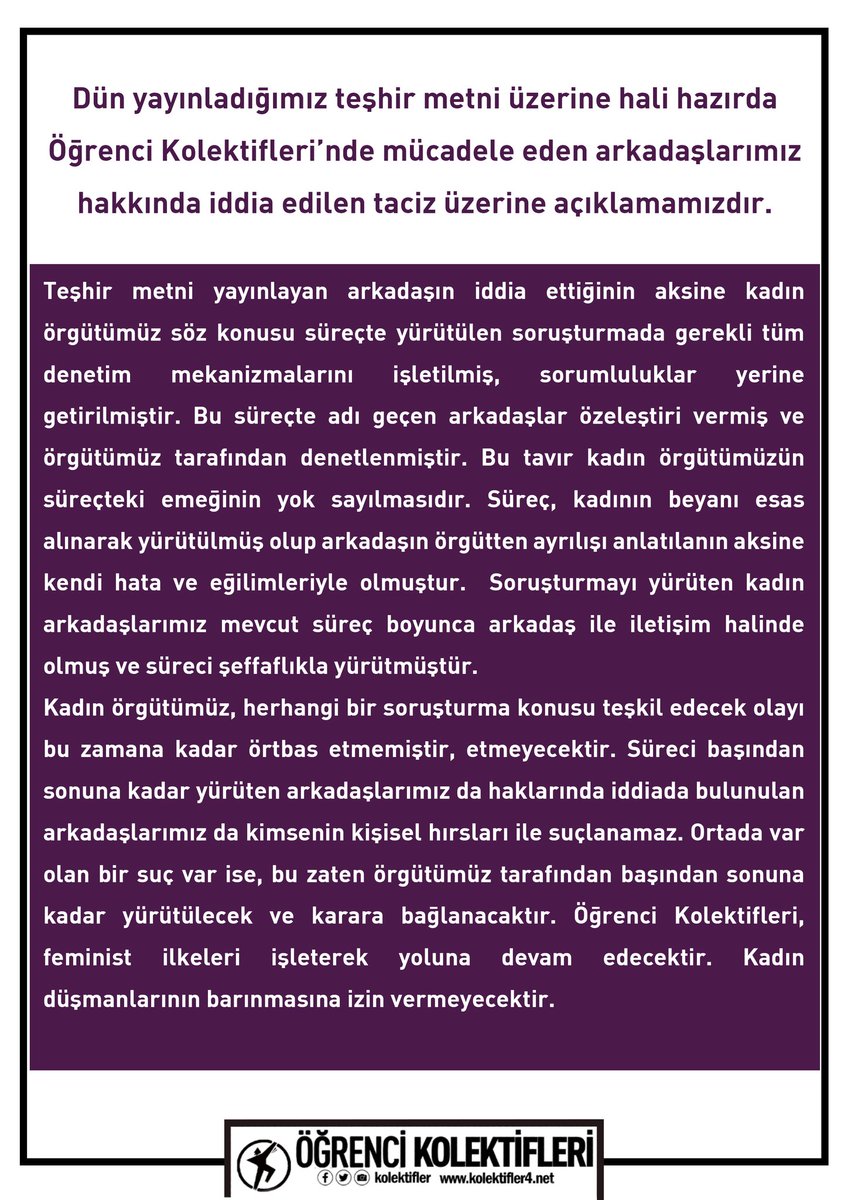 Dün yayınladığımız teşhir metni üzerine hali hazırda
Öğrenci Kolektifleri’nde mücadele eden arkadaşlarımız
hakkında iddia edilen taciz üzerine açıklamamızdır.
Teşhir metni yayınlayan arkadaşın iddia ettiğinin aksine kadın
örgütümüz söz konusu süreçte yürütülen soruşturmada gerekli tüm
denetim mekanizmalarını işletilmiş, sorumluluklar yerine
getirilmiştir. Bu süreçte adı geçen arkadaşlar özeleştiri vermiş ve
örgütümüz tarafından denetlenmiştir. Bu tavır kadın örgütümüzün
süreçteki emeğinin yok sayılmasıdır. Süreç, kadının beyanı esas
alınarak yürütülmüş olup arkadaşın örgütten ayrılışı anlatılanın aksine
kendi hata ve eğilimleriyle olmuştur. Soruşturmayı yürüten kadın
arkadaşlarımız mevcut süreç boyunca arkadaş ile iletişim halinde
olmuş ve süreci şeffaflıkla yürütmüştür.
Kadın örgütümüz, herhangi bir soruşturma konusu teşkil edecek olayı
bu zamana kadar örtbas etmemiştir, etmeyecektir. Süreci başından
sonuna kadar yürüten arkadaşlarımız da haklarında iddiada bulunulan
arkadaşlarımız da kimsenin kişisel hırsları ile suçlanamaz. Ortada var
olan bir suç var ise, bu zaten örgütümüz tarafından başından sonuna
kadar yürütülecek ve karara bağlanacaktır. Öğrenci Kolektifleri,
feminist ilkeleri işleterek yoluna devam edecektir. Kadın
düşmanlarının barınmasına izin vermeyecektir.
ÖĞRENCİ KOLEKTİFLERİ
kolektifler www.kolektifler4.net